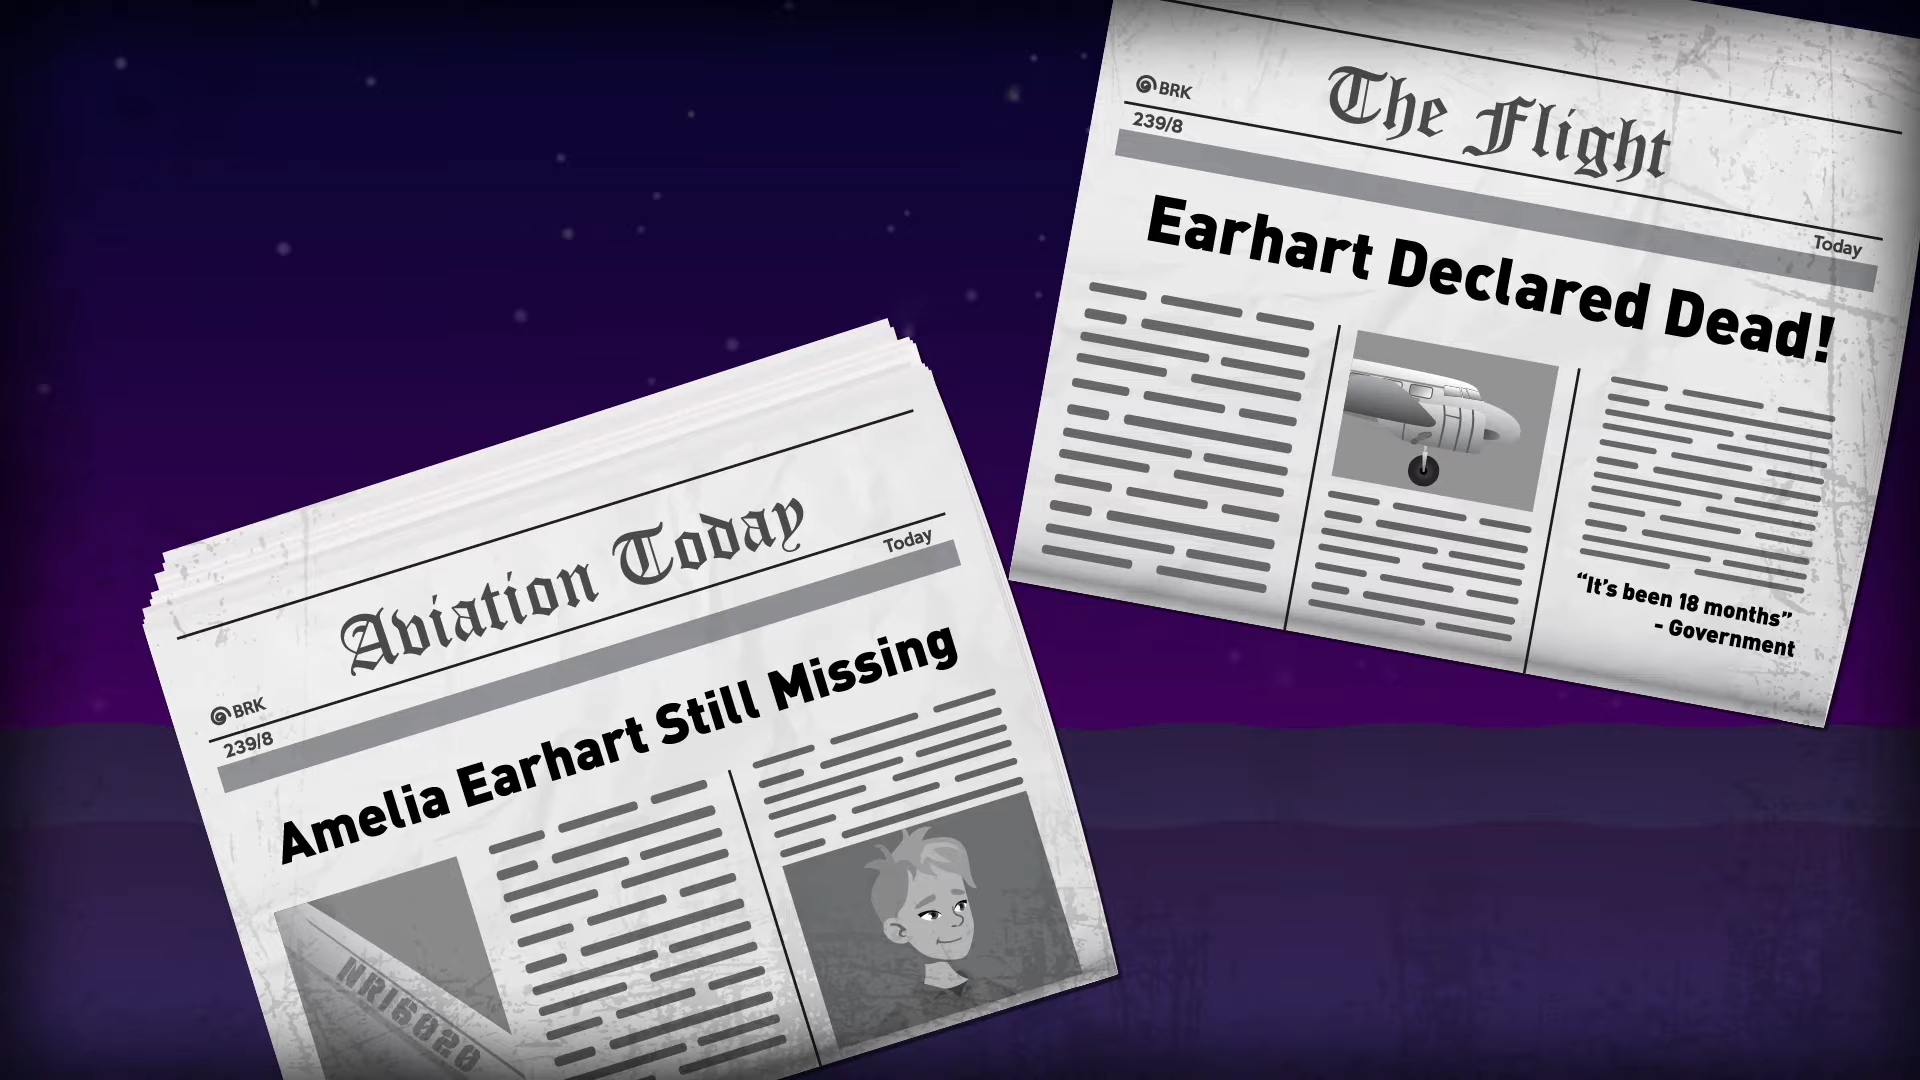 Aviation Today
BRK
239/8
Today
Amelia Earhart Still Missing
NR16020
The Flight
BRK
239/8
Today
Earhart Declared Dead!
“It’s been 18 months”
- Government